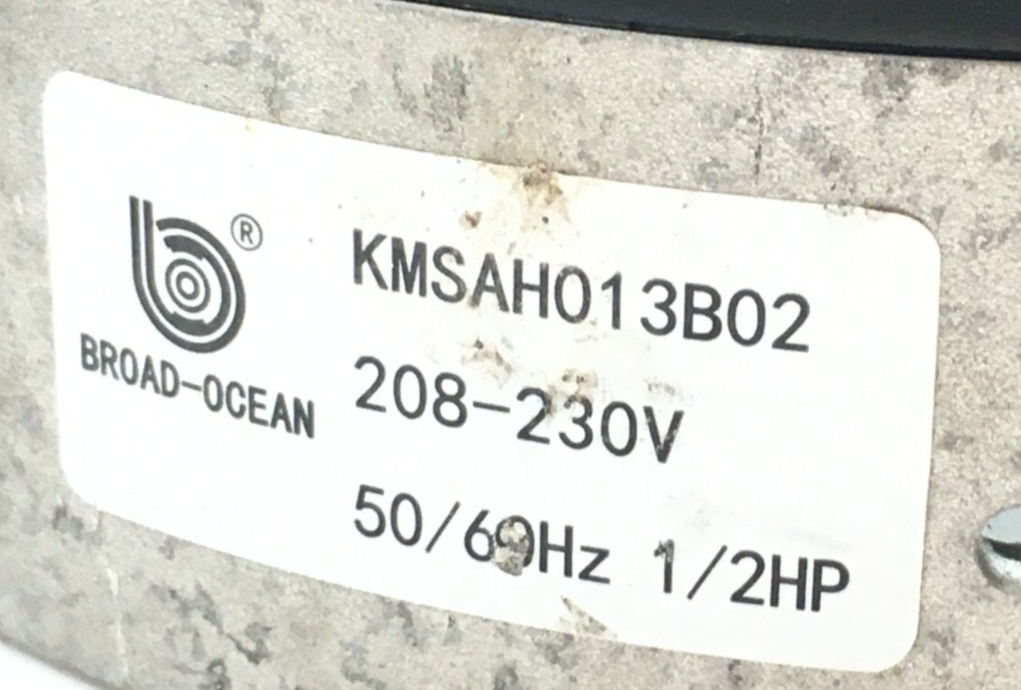 ®
BROAD-OCEAN
KMSAH013B02
208-230V
50/60Hz 1/2HP